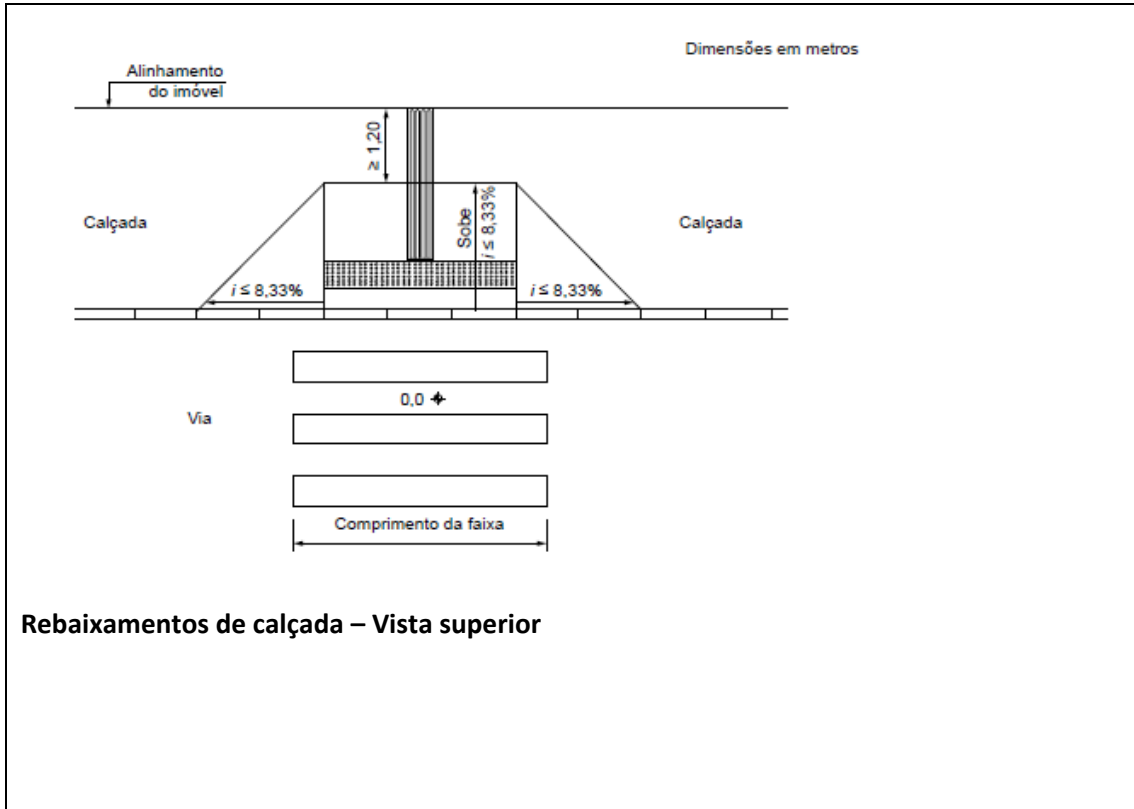 Dimensões em metros
Alinhamento
do imóvel
≥ 1,20
Calçada
Sobe
i ≤ 8,33%
Calçada
i ≤ 8,33%
i ≤ 8,33%
0,0
Via
Comprimento da faixa
Rebaixamentos de calçada – Vista superior